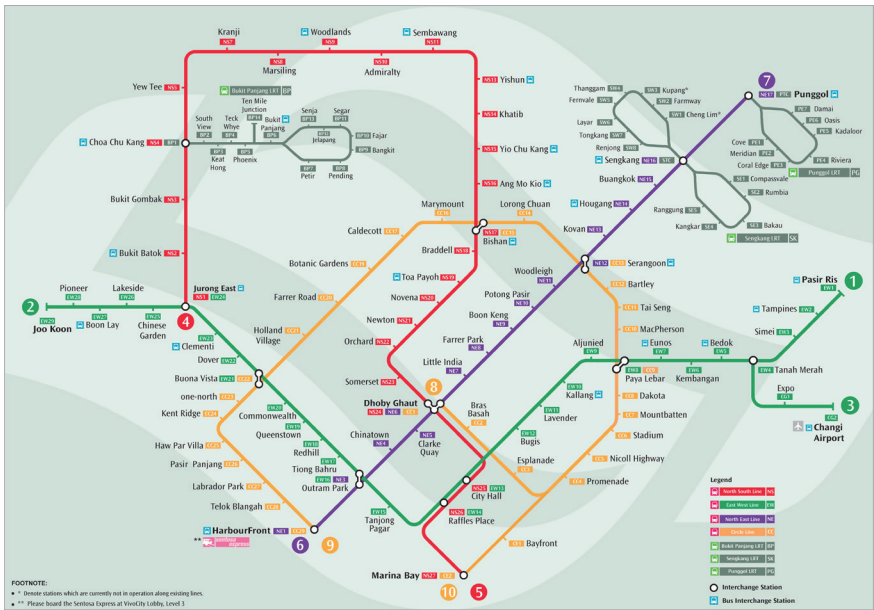 Kranji
NS7
Woodlands
NS9
Sembawang
NS11
NS8
Marsiling
NS10
Admiralty
Yew Tee NS5
Bukit Panjang LRT BP
Choa Chu Kang NS4 BP1
South View
BP2
Teck Whye
BP4
Ten Mile Junction
BP14
Bukit Panjang
BP6
BP3
Keat Hong
BP5
Phoenix
Senja
BP13
Segar
BP11
BP12
Jelapang
BP10 Fajar
BP9 Bangkit
BP7
Petir
BP8
Pending
Bukit Gombak NS3
Bukit Batok NS2
Jurong East
NS1 EW24
4
NS13 Yishun
NS14 Khatib
NS15 Yio Chu Kang
NS16 Ang Mo Kio
NS17 CC15
Bishan
Braddell NS18
Toa Payoh NS19
Novena NS20
Newton NS21
Orchard NS22
Somerset NS23
8
Dhoby Ghaut
NS24 NE6 CC1
NS25 EW13
City Hall
NS26 EW14
Raffles Place
Marina Bay NS27 CE2
10
5
7
NE17 PTC Punggol
Thanggam SW4
Fernvale SW5
Layar SW6
Tongkang SW7
Renjong SW8
SW3 Kupang*
SW2 Farmway
SW1 Cheng Lim*
Sengkang NE16 STC
PE7 Damai
PE6 Oasis
PE5 Kadaloor
Cove PE1
Meridian PE2
Coral Edge PE3
PE4 Riviera
Punggol LRT PG
SE1 Compassvale
SE2 Rumbia
SE3 Bakau
Ranggung SE5
Kangkar SE4
Sengkang LRT SK
Buangkok NE15
Hougang NE14
Kovan NE13
NE12 CC13 Serangoon
Woodleigh
NE11
Potong Pasir
NE10
Boon Keng
NE9
Farrer Park
NE8
Little India
NE7
NE5
Clarke Quay
Chinatown
NE4
HarbourFront NE1 CC29
** sentosa express
6
9
Marymount
CC16
Lorong Chuan
CC14
Caldecott CC17
Botanic Gardens
CC19
Farrer Road CC20
Holland Village
CC21
Buona Vista EW21 CC22
one-north CC23
Kent Ridge CC24
Haw Par Villa
CC25
Pasir Panjang CC26
Labrador Park
CC27
Telok Blangah CC28
CC12 Bartley
CC11
Tai Seng
CC10
MacPherson
EW8 CC9
Paya Lebar
CC8 Dakota
CC7 Mountbatten
CC6 Stadium
CC5
Nicoll Highway
CC4
Promenade
Esplanade
CC3
Bras Basah
CC2
CE1 Bayfront
2
Pioneer
EW28
Lakeside
EW26
EW29
Joo Koon
EW27
Boon Lay
EW25
Chinese Garden
EW23
Clementi
Dover EW22
EW20
Commonwealth
EW19
Queenstown
EW18
Redhill
EW17
Tiong Bahru
EW16 NE3
Outram Park
EW15
Tanjong Pagar
EW12
Bugis
EW11
Lavender
EW10
Kallang
Aljunied
EW9
Eunos
EW7
EW6
Kembangan
Bedok
EW5
EW4
Tanah Merah
Simei EW3
Tampines EW2
Pasir Ris
EW1
1
Expo
CG1
CG2
3
Changi Airport
Legend
North South Line NS
East West Line EW
North East Line NE
Circle Line CC
Bukit Panjang LRT BP
Sengkang LRT SK
Punggol LRT PG
Interchange Station
Bus Interchange Station
FOOTNOTE:
• * Denote stations which are currently not in operation along existing lines.
• ** Please board the Sentosa Express at VivoCity Lobby, Level 3